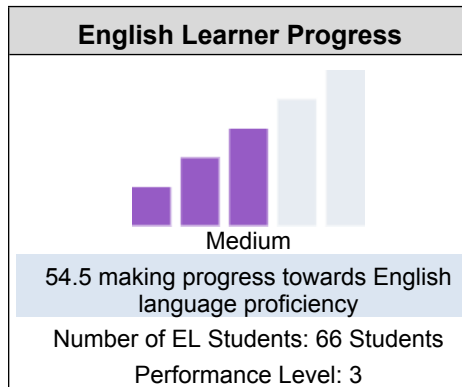 English Learner Progress
Medium
54.5 making progress towards English
language proficiency
Number of EL Students: 66 Students
Performance Level: 3